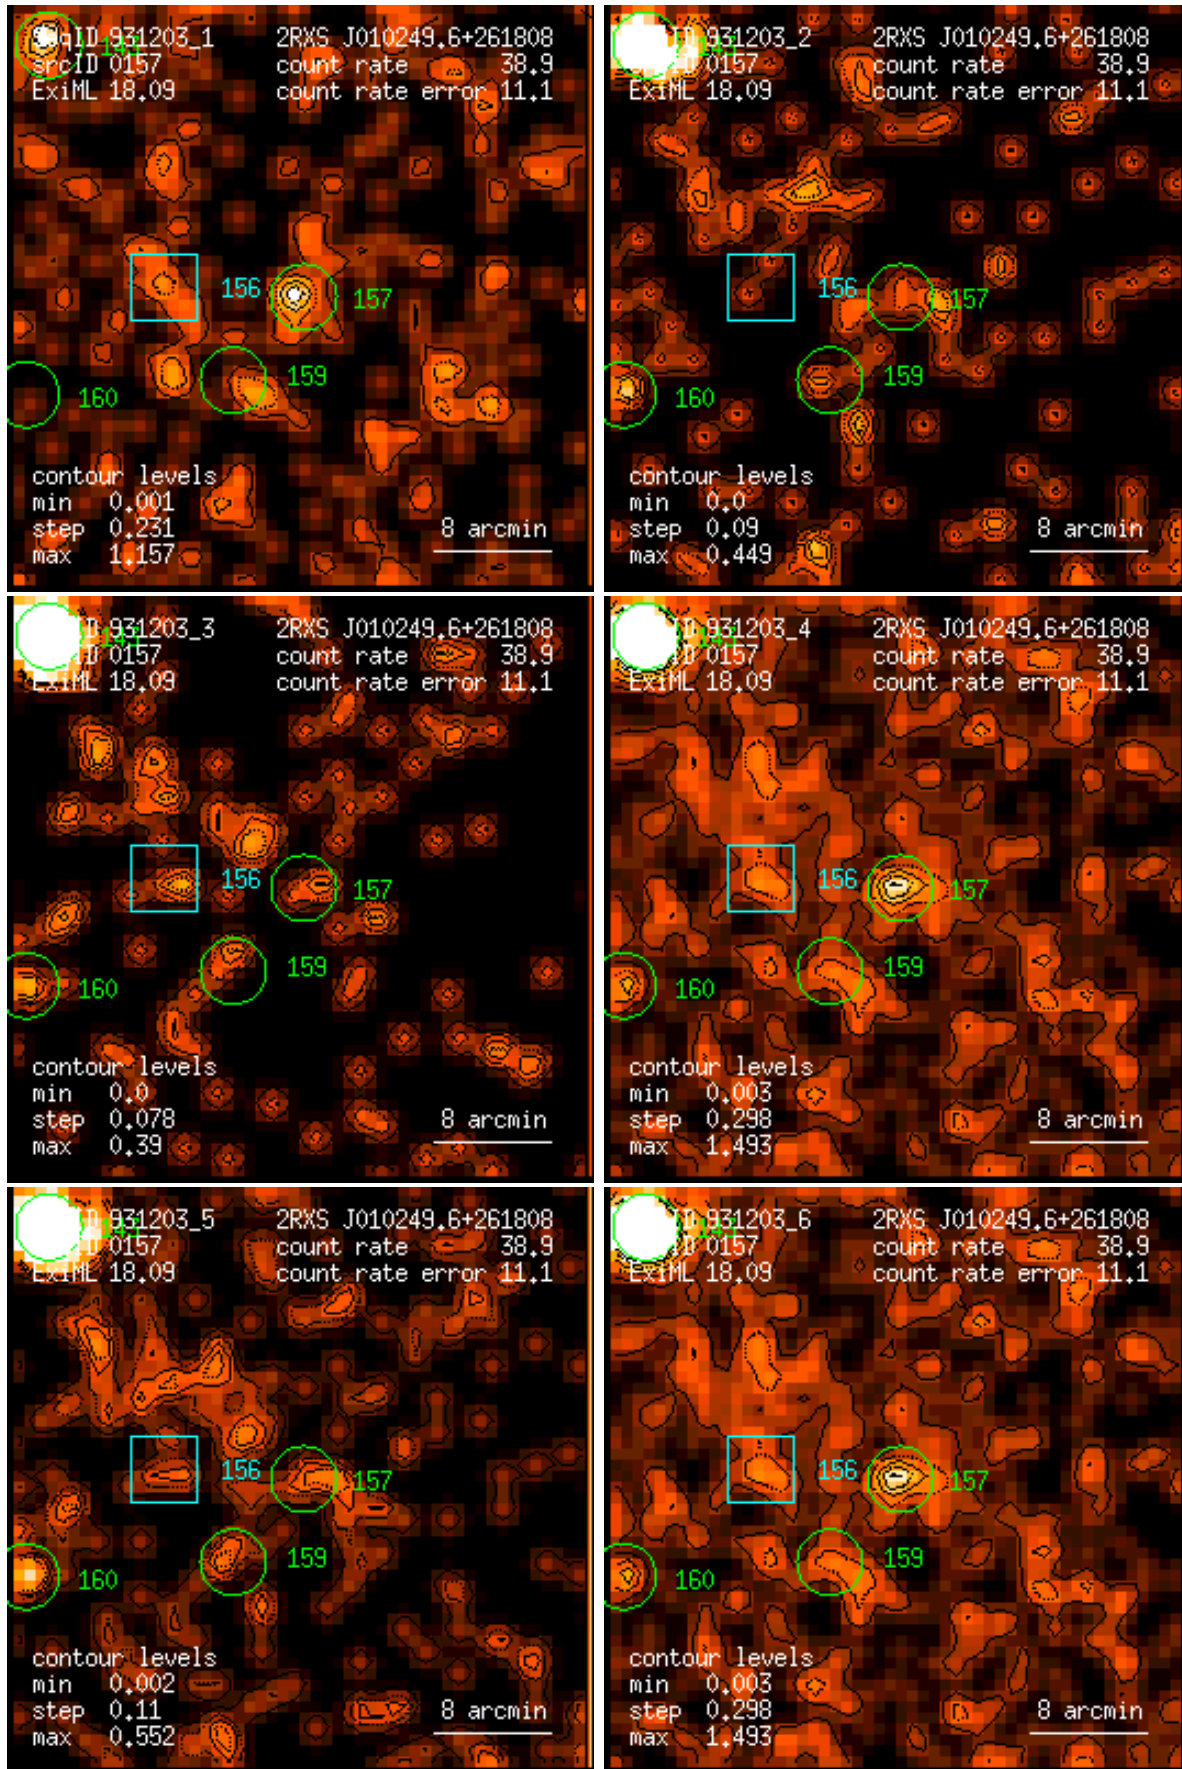 ID 931203_1 2RXS J010249.6+261808
srcID 0157 count rate 38.9
ExiML 18.09 count rate error 11.1
156
157
159
160
contour levels
min 0.001
step 0.231 8 arcmin
max 1.157
ID 931203_2 2RXS J010249.6+261808
ID 0157 count rate 38.9
ExiML 18.09 count rate error 11.1
156
157
159
160
contour levels
min 0.0
step 0.09 8 arcmin
max 0.449
ID 931203_3 2RXS J010249.6+261808
ID 0157 count rate 38.9
ExiML 18.09 count rate error 11.1
156
157
159
160
contour levels
min 0.0
step 0.078 8 arcmin
max 0.39
ID 931203_4 2RXS J010249.6+261808
ID 0157 count rate 38.9
ExiML 18.09 count rate error 11.1
156
157
159
160
contour levels
min 0.003
step 0.298 8 arcmin
max 1.493
ID 931203_5 2RXS J010249.6+261808
ID 0157 count rate 38.9
ExiML 18.09 count rate error 11.1
156
157
159
160
contour levels
min 0.002
step 0.11 8 arcmin
max 0.552
ID 931203_6 2RXS J010249.6+261808
ID 0157 count rate 38.9
ExiML 18.09 count rate error 11.1
156
157
159
160
contour levels
min 0.003
step 0.298 8 arcmin
max 1.493